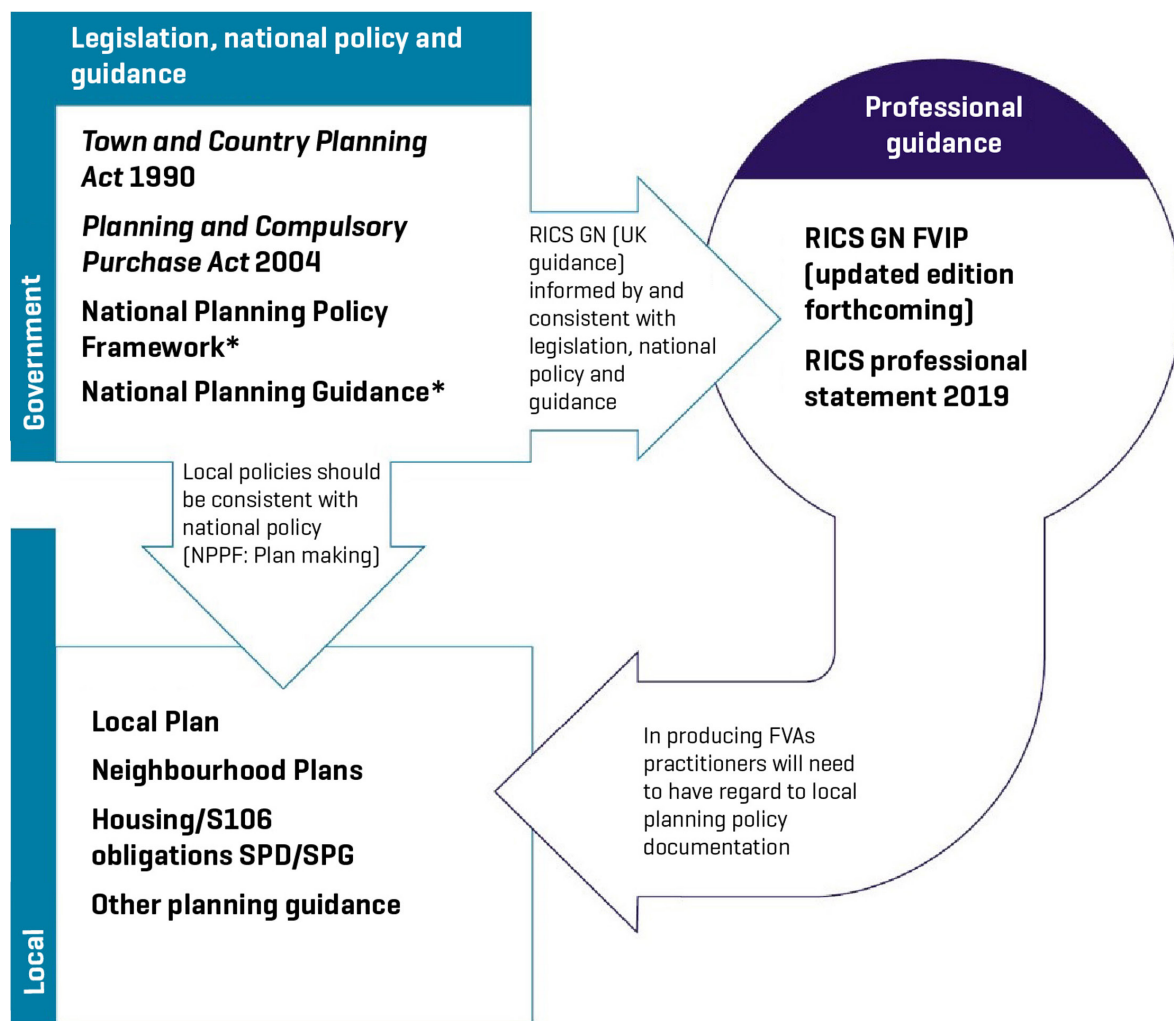 Legislation, national policy and
guidance
Government
Town and Country Planning
Act 1990
Planning and Compulsory
Purchase Act 2004
National Planning Policy
Framework*
National Planning Guidance*
RICS GN (UK
guidance)
informed by and
consistent with
legislation, national
policy and
guidance
Professional
guidance
RICS GN FVIP
(updated edition
forthcoming)
RICS professional
statement 2019
Local policies should
be consistent with
national policy
(NPPF: Plan making)
Local
Local Plan
Neighbourhood Plans
Housing/S106
obligations SPD/SPG
Other planning guidance
In producing FVAs
practitioners will need
to have regard to local
planning policy
documentation